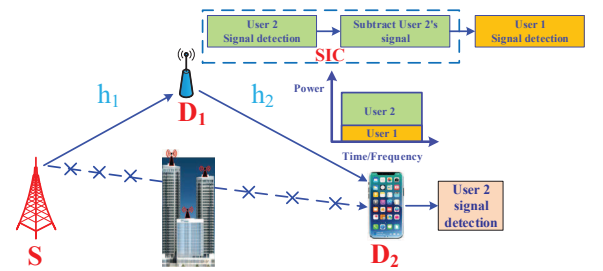 User 2
Signal detection
Subtract User 2's
signal
User 1
Signal detection
SIC
Power
User 2
User 1
Time/Frequency
h₁
h₂
D₁
S
D₂
User 2
signal
detection